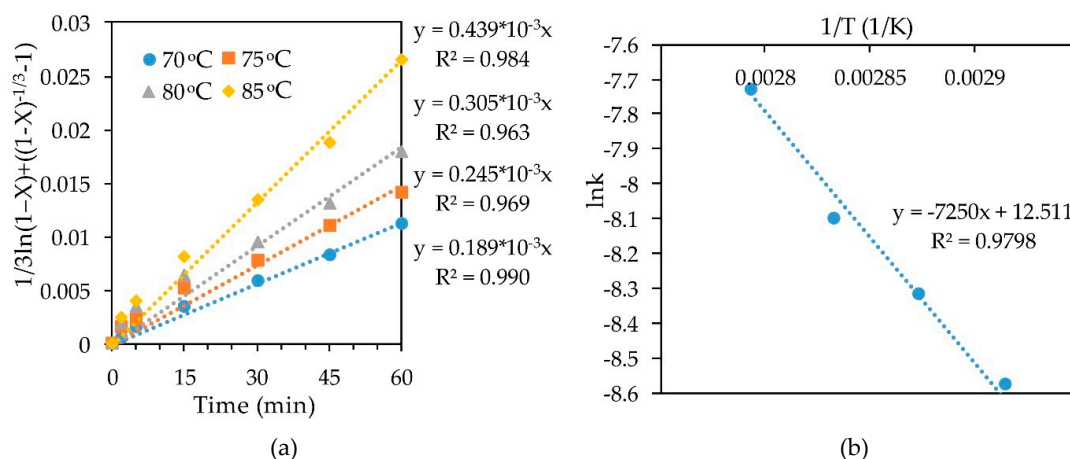 0.03
0.025
0.02
0.015
0.01
0.005
0
1/3ln(1−X)+((1-X)^-1/3-1)
70 °C
75 °C
80 °C
85 °C
0
15
30
45
60
Time (min)
y = 0.439*10^-3x
R² = 0.984
y = 0.305*10^-3x
R² = 0.963
y = 0.245*10^-3x
R² = 0.969
y = 0.189*10^-3x
R² = 0.990
(a)
1/T (1/K)
0.0028
0.00285
0.0029
-7.6
-7.7
-7.8
-7.9
-8
-8.1
-8.2
-8.3
-8.4
-8.5
-8.6
lnk
y = -7250x + 12.511
R² = 0.9798
(b)